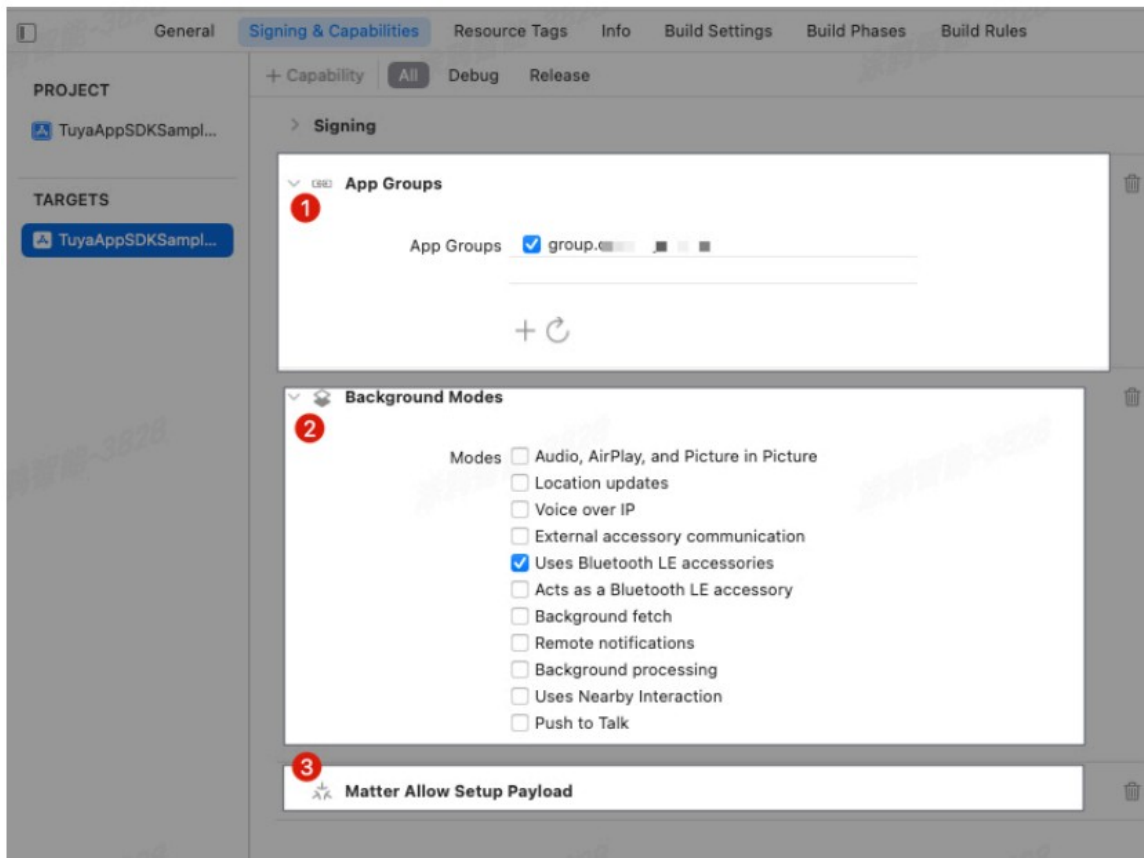 General Signing & Capabilities Resource Tags Info Build Settings Build Phases Build Rules
+ Capability All Debug Release
PROJECT
TuyaAppSDKSampl...
TARGETS
TuyaAppSDKSampl...
Signing
App Groups
1
App Groups group.
Background Modes
2
Modes Audio, AirPlay, and Picture in Picture
Location updates
Voice over IP
External accessory communication
Uses Bluetooth LE accessories
Acts as a Bluetooth LE accessory
Background fetch
Remote notifications
Background processing
Uses Nearby Interaction
Push to Talk
3
Matter Allow Setup Payload